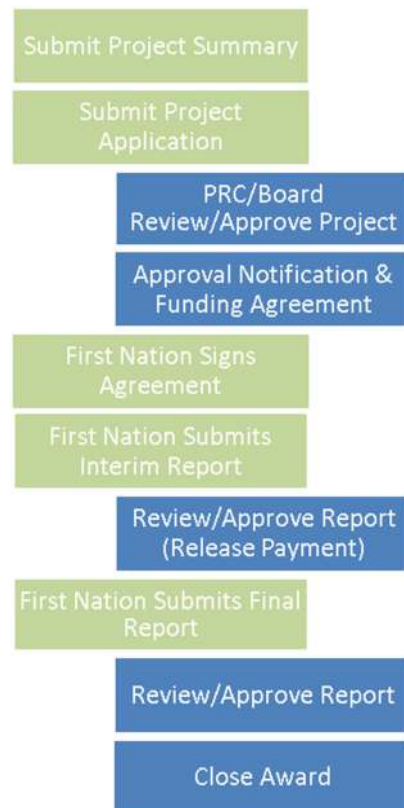 Submit Project Summary
Submit Project
Application
PRC/Board
Review/Approve Project
Approval Notification &
Funding Agreement
First Nation Signs
Agreement
First Nation Submits
Interim Report
Review/Approve Report
(Release Payment)
First Nation Submits Final
Report
Review/Approve Report
Close Award